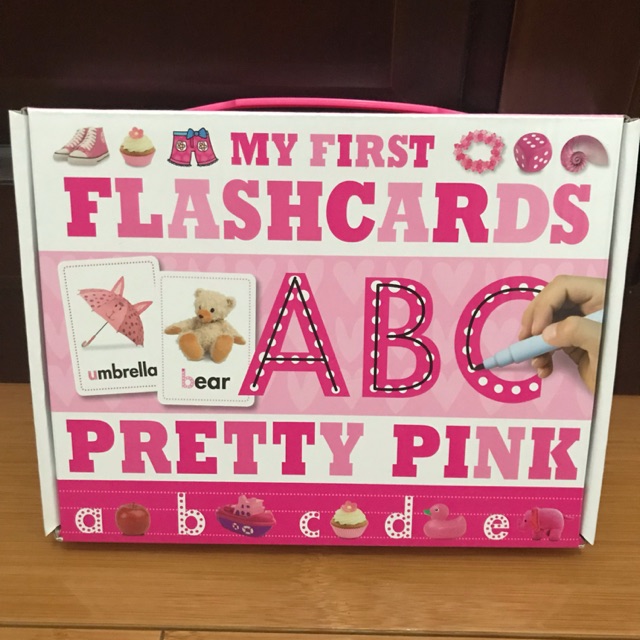 MY FIRST
FLASHCARDS
umbrella
bear
ABC
PRETTY PINK
a b c d e